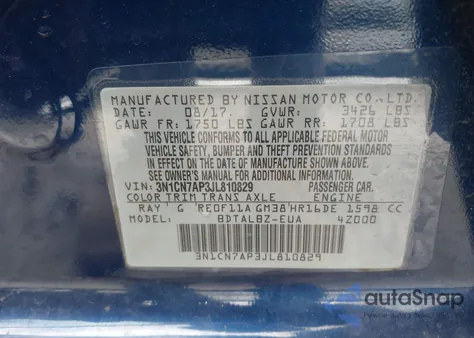 MANUFACTURED BY NISSAN MOTOR CO., LTD.
DATE: 08/17. GVWR: 3426 LBS
GAWR FR: 1750 LBS GAWR RR: 1708 LBS
THIS VEHICLE CONFORMS TO ALL APPLICABLE FEDERAL MOTOR
VEHICLE SAFETY, BUMPER AND THEFT PREVENTION STANDARDS
IN EFFECT ON THE DATE OF MANUFACTURE SHOWN ABOVE.
SEE OWNER'S MANUAL FOR ADDITIONAL INFORMATION.
VIN: 3N1CN7AP3JL810829 PASSENGER CAR.
COLOR TRIM TRANS AXLE ENGINE
RAY G RE0F11A GM38 HR16DE 1598 CC
MODEL: BDTALBZ-EUA 4Z000
3N1CN7AP3JL810829
autoSnap